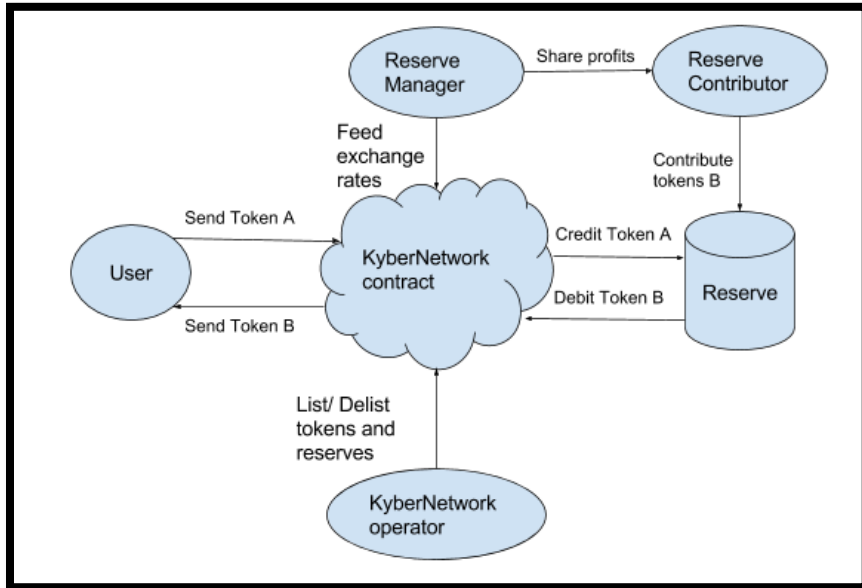 Reserve
Manager
Share profits
Reserve
Contributor
Feed
exchange
rates
Contribute
tokens B
Send Token A
User
Send Token B
KyberNetwork
contract
Credit Token A
Debit Token B
Reserve
List/ Delist
tokens and
reserves
KyberNetwork
operator